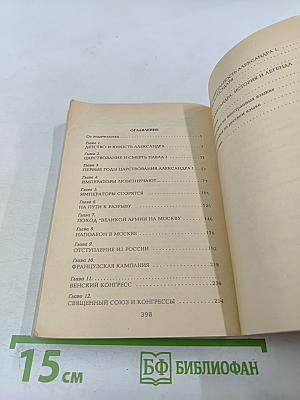 ОГЛАВЛЕНИЕ
От издательства
Глава 1.
ДЕТСТВО И ЮНОСТЬ АЛЕКСАНДРА
Глава 2.
ЦАРСТВОВАНИЕ И СМЕРТЬ ПАВЛА I
Глава 3.
ПЕРВЫЕ ГОДЫ ЦАРСТВОВАНИЯ АЛЕКСАНДРА I
Глава 4.
ИМПЕРАТОРЫ ЛЮБЕЗНИЧАЮТ
Глава 5.
ИМПЕРАТОРЫ ССОРЯТСЯ
Глава 6.
НА ПУТИ К РАЗРЫВУ
Глава 7.
ПОХОД "ВЕЛИКОЙ АРМИИ НА МОСКВУ
Глава 8.
НАПОЛЕОН В МОСКВЕ
Глава 9.
ОТСТУПЛЕНИЕ ИЗ РОССИИ
Глава 10.
ФРАНЦУЗСКАЯ КАМПАНИЯ
Глава 11.
ВЕНСКИЙ КОНГРЕСС
Глава 12.
СВЯЩЕННЫЙ СОЮЗ И КОНГРЕССЫ
398
АЛЕКСАНДРА I
ИСТОРИЯ И ЛЕГЕНДА
15 СМ
БФ БИБЛИОФАН